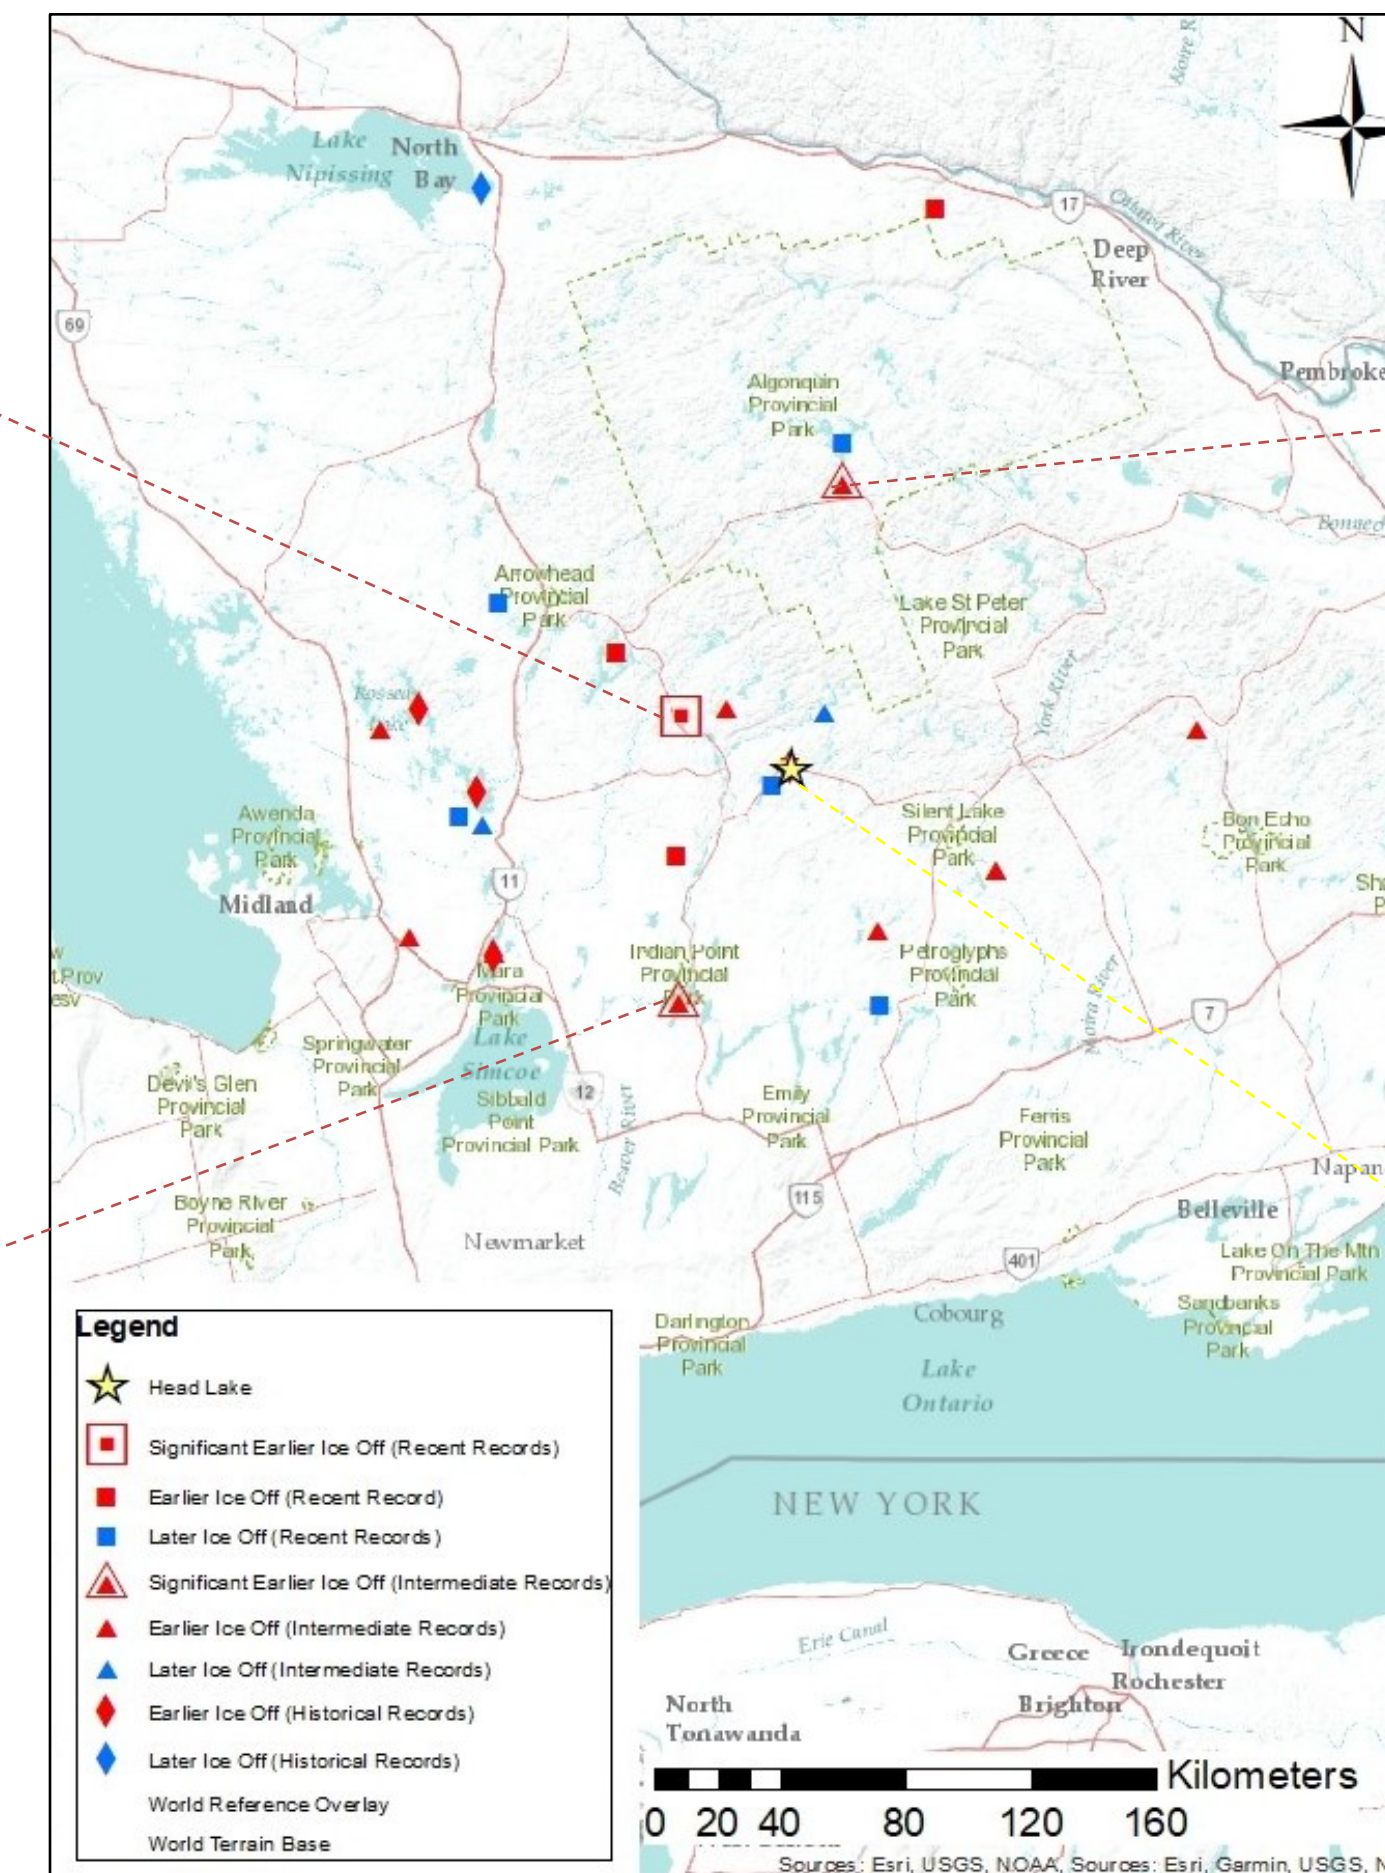 N
Noire R
Lake
Nipissing
North
Bay
17
Ottawa River
Deep
River
69
Pembroke
Algonquin
Provincial
Park
Arrowhead
Provincial
Park
Lake St Peter
Provincial
Park
York River
Awenda
Provincial
Park
Midland
11
Silent Lake
Provincial
Park
Bon Echo
Provincial
Park
Indian Point
Provincial
Petroglyphs
Provincial
Park
Moira River
Mara
Provincial
Park
Lake
Simcoe
7
Springwater
Provincial
Park
Devil's Glen
Provincial
Park
12
Sibbald
Point
Provincial Park
Beaver River
Emily
Provincial
Park
Ferris
Provincial
Park
Boyne River
Provincial
Park
Newmarket
115
Napan
Belleville
401
Lake On The Mtn
Provincial Park
Sandbanks
Provincial
Park
Darlington
Provincial
Park
Cobourg
Lake
Ontario
NEW YORK
Erie Canal
Greece
Irondequoit
Rochester
Brighton
North
Tonawanda
Legend
Head Lake
Significant Earlier Ice Off (Recent Records)
Earlier Ice Off (Recent Record)
Later Ice Off (Recent Records)
Significant Earlier Ice Off (Intermediate Records)
Earlier Ice Off (Intermediate Records)
Later Ice Off (Intermediate Records)
Earlier Ice Off (Historical Records)
Later Ice Off (Historical Records)
World Reference Overlay
World Terrain Base
Kilometers
0 20 40 80 120 160
Sources: Esri, USGS, NOAA, Sources: Esri, Garmin, USGS, N